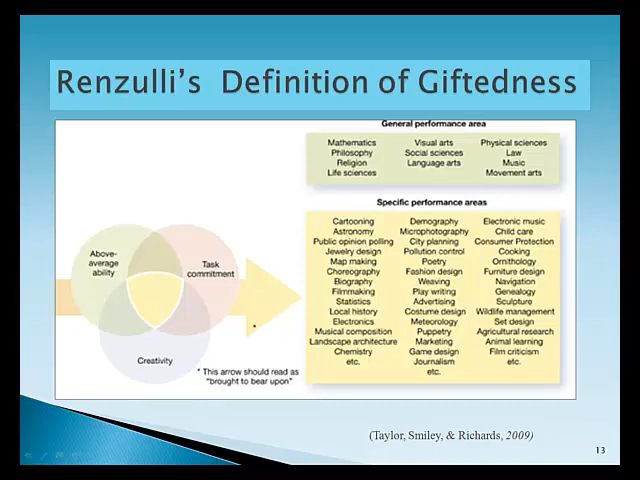 Renzulli's Definition of Giftedness
General performance area
Mathematics Visual arts Physical sciences
Philosophy Social sciences Law
Religion Language arts Music
Life sciences Movement arts
Specific performance areas
Cartooning Demography Electronic music
Astronomy Microphotography Child care
Public opinion polling City planning Consumer Protection
Jewelry design Pollution control Cooking
Map making Poetry Ornithology
Choreography Fashion design Furniture design
Biography Weaving Navigation
Filmmaking Play writing Genealogy
Statistics Advertising Sculpture
Local history Costume design Wildlife management
Electronics Meteorology Set design
Musical composition Puppetry Agricultural research
Landscape architecture Marketing Animal learning
Chemistry Game design Film criticism
etc. Journalism etc.
etc.
Above-
average
ability
Task
commitment
Creativity
*
* This arrow should read as
"brought to bear upon"
(Taylor, Smiley, & Richards, 2009)
13